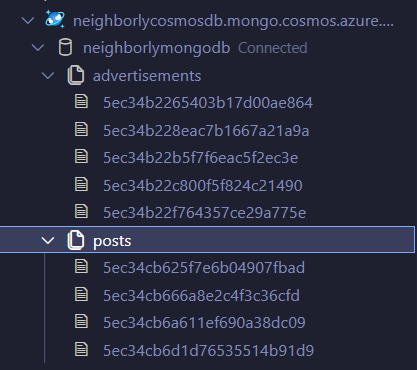 neighborlycosmosdb.mongo.cosmos.azure....
neighborlymongodb Connected
advertisements
5ec34b2265403b17d00ae864
5ec34b228eac7b1667a21a9a
5ec34b22b5f7f6eac5f2ec3e
5ec34b22c800f5f824c21490
5ec34b22f764357ce29a775e
posts
5ec34cb625f7e6b04907fbad
5ec34cb666a8e2c4f3c36cfd
5ec34cb6a611ef690a38dc09
5ec34cb6d1d76535514b91d9